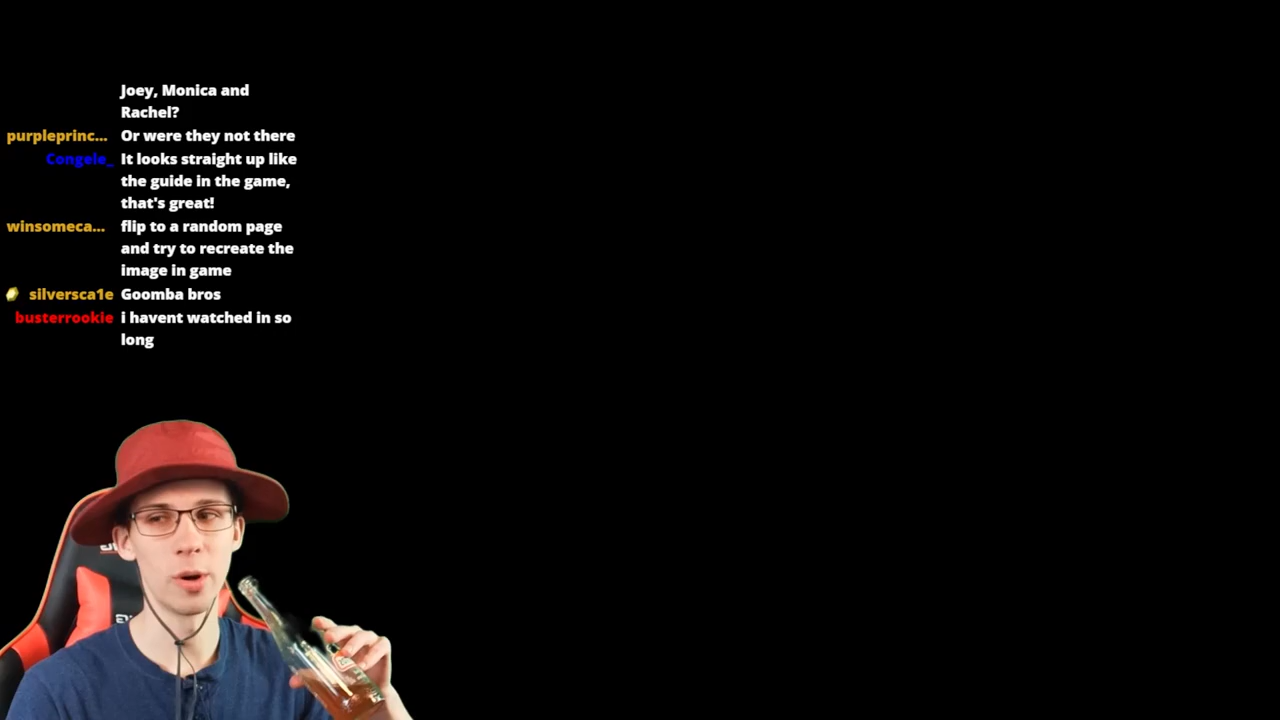 Joey, Monica and
Rachel?
purpleprinc... Or were they not there
Congele_ It looks straight up like
the guide in the game,
that's great!
winsomeca... flip to a random page
and try to recreate the
image in game
silversca1e Goomba bros
busterrookie i havent watched in so
long